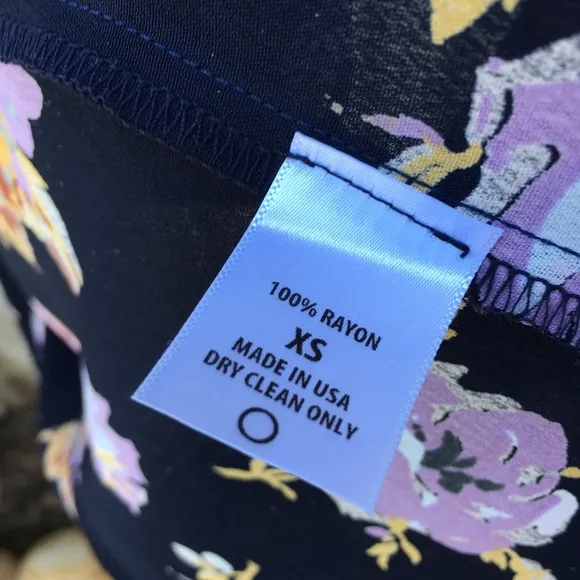 100% RAYON
XS
MADE IN USA
DRY CLEAN ONLY